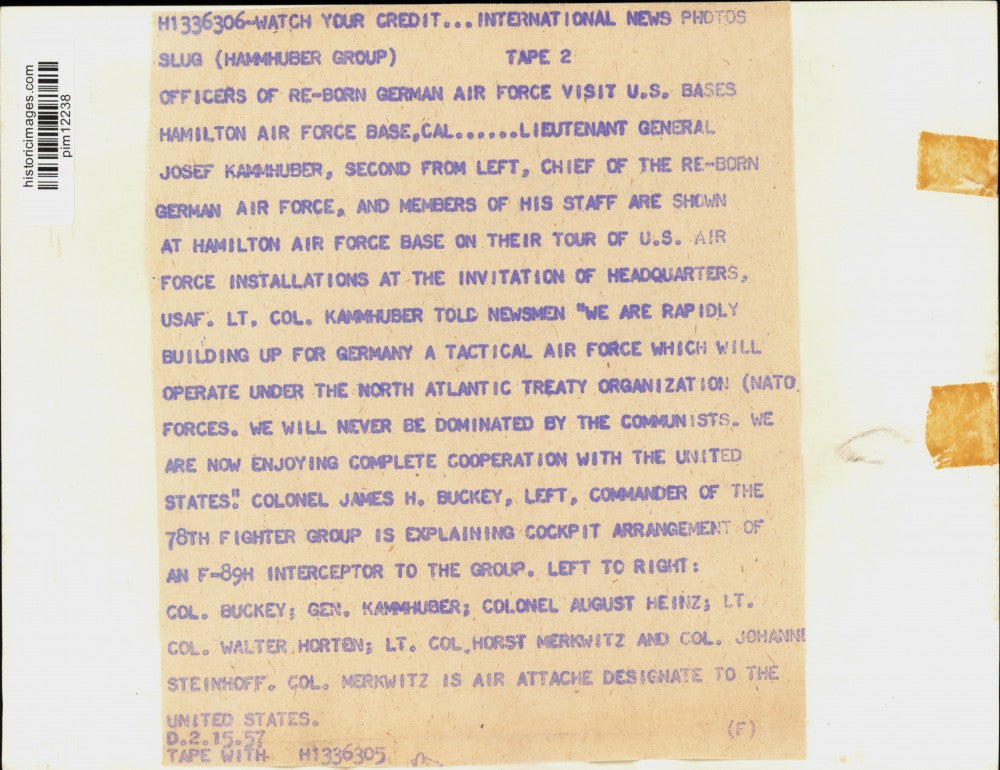 historicimages.com
pim12238
H1336306-WATCH YOUR CREDIT...INTERNATIONAL NEWS PHOTOS
SLUG (HAMMHUBER GROUP) TAPE 2
OFFICERS OF RE-BORN GERMAN AIR FORCE VISIT U.S. BASES
HAMILTON AIR FORCE BASE,CAL......LIEUTENANT GENERAL
JOSEF KAMMHUBER, SECOND FROM LEFT, CHIEF OF THE RE-BORN
GERMAN AIR FORCE, AND MEMBERS OF HIS STAFF ARE SHOWN
AT HAMILTON AIR FORCE BASE ON THEIR TOUR OF U.S. AIR
FORCE INSTALLATIONS AT THE INVITATION OF HEADQUARTERS,
USAF. LT. COL. KAMMHUBER TOLD NEWSMEN "WE ARE RAPIDLY
BUILDING UP FOR GERMANY A TACTICAL AIR FORCE WHICH WILL
OPERATE UNDER THE NORTH ATLANTIC TREATY ORGANIZATION (NATO
FORCES. WE WILL NEVER BE DOMINATED BY THE COMMUNISTS. WE
ARE NOW ENJOYING COMPLETE COOPERATION WITH THE UNITED
STATES." COLONEL JAMES H. BUCKEY, LEFT, COMMANDER OF THE
78TH FIGHTER GROUP IS EXPLAINING COCKPIT ARRANGEMENT OF
AN F-89H INTERCEPTOR TO THE GROUP. LEFT TO RIGHT:
COL. BUCKEY; GEN. KAMMHUBER; COLONEL AUGUST HEINZ; LT.
COL. WALTER HORTEN; LT. COL.HORST MERKWITZ AND COL. JOHANNE
STEINHOFF. COL. MERKWITZ IS AIR ATTACHE DESIGNATE TO THE
UNITED STATES.
D.2.15.57 (F)
TAPE WITH H1336305